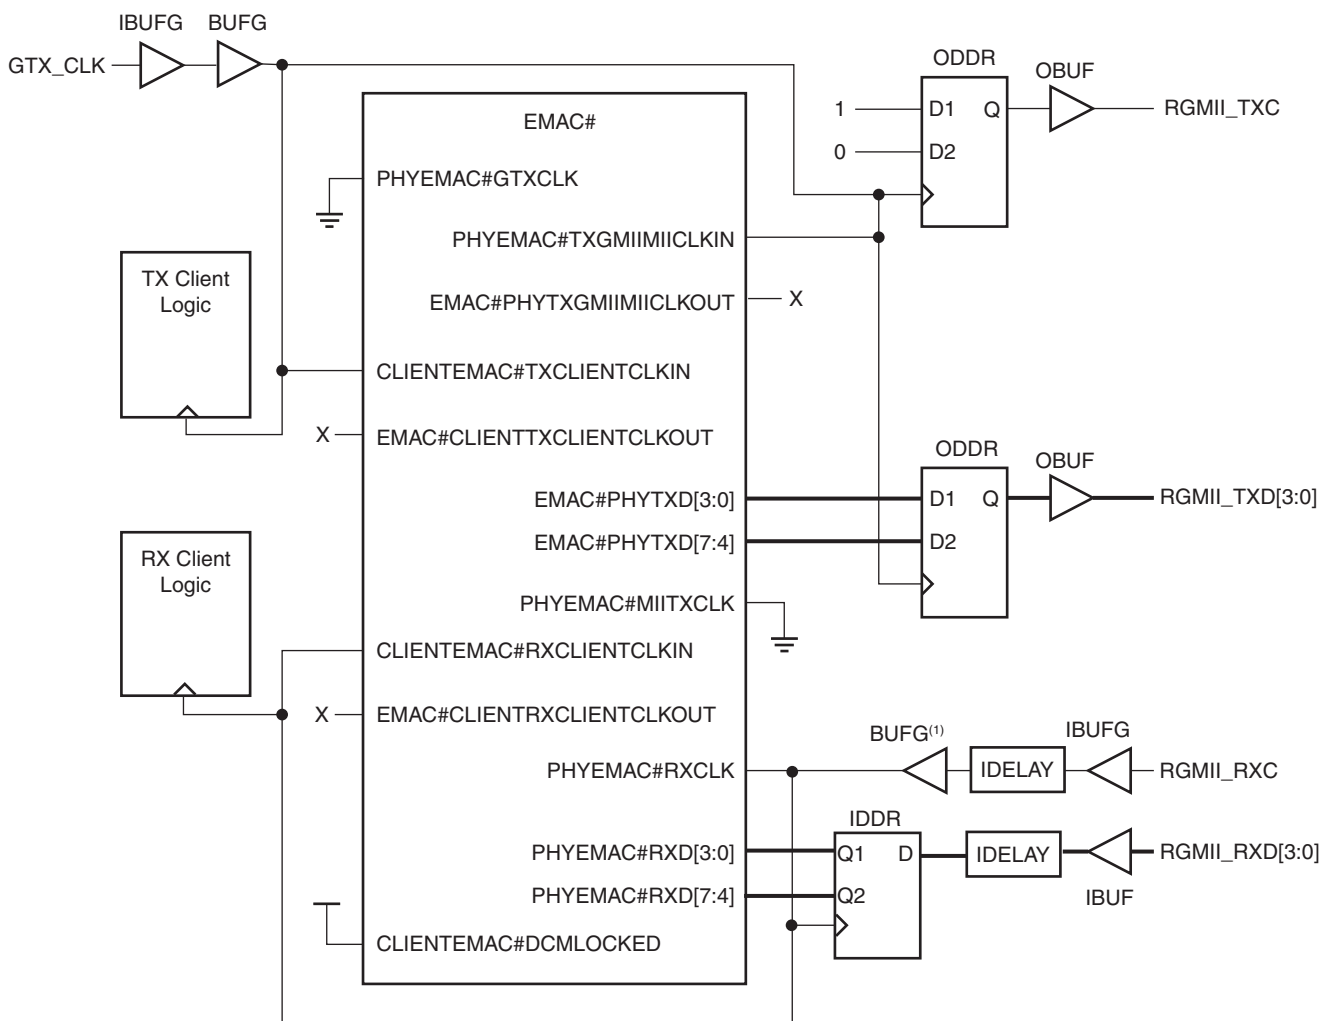 IBUFG
BUFG
GTX_CLK
ODDR
OBUF
1
D1
Q
RGMII_TXC
0
D2
EMAC#
PHYEMAC#GTXCLK
PHYEMAC#TXGMIIMIICLKIN
TX Client
Logic
EMAC#PHYTXGMIIMIICLKOUT
X
CLIENTEMAC#TXCLIENTCLKIN
X
EMAC#CLIENTTXCLIENTCLKOUT
ODDR
OBUF
EMAC#PHYTXD[3:0]
D1
Q
RGMII_TXD[3:0]
EMAC#PHYTXD[7:4]
D2
RX Client
Logic
PHYEMAC#MIITXCLK
CLIENTEMAC#RXCLIENTCLKIN
X
EMAC#CLIENTRXCLIENTCLKOUT
BUFG(1)
IBUFG
PHYEMAC#RXCLK
IDELAY
RGMII_RXC
IDDR
PHYEMAC#RXD[3:0]
Q1
D
IDELAY
RGMII_RXD[3:0]
PHYEMAC#RXD[7:4]
Q2
IBUF
CLIENTEMAC#DCMLOCKED